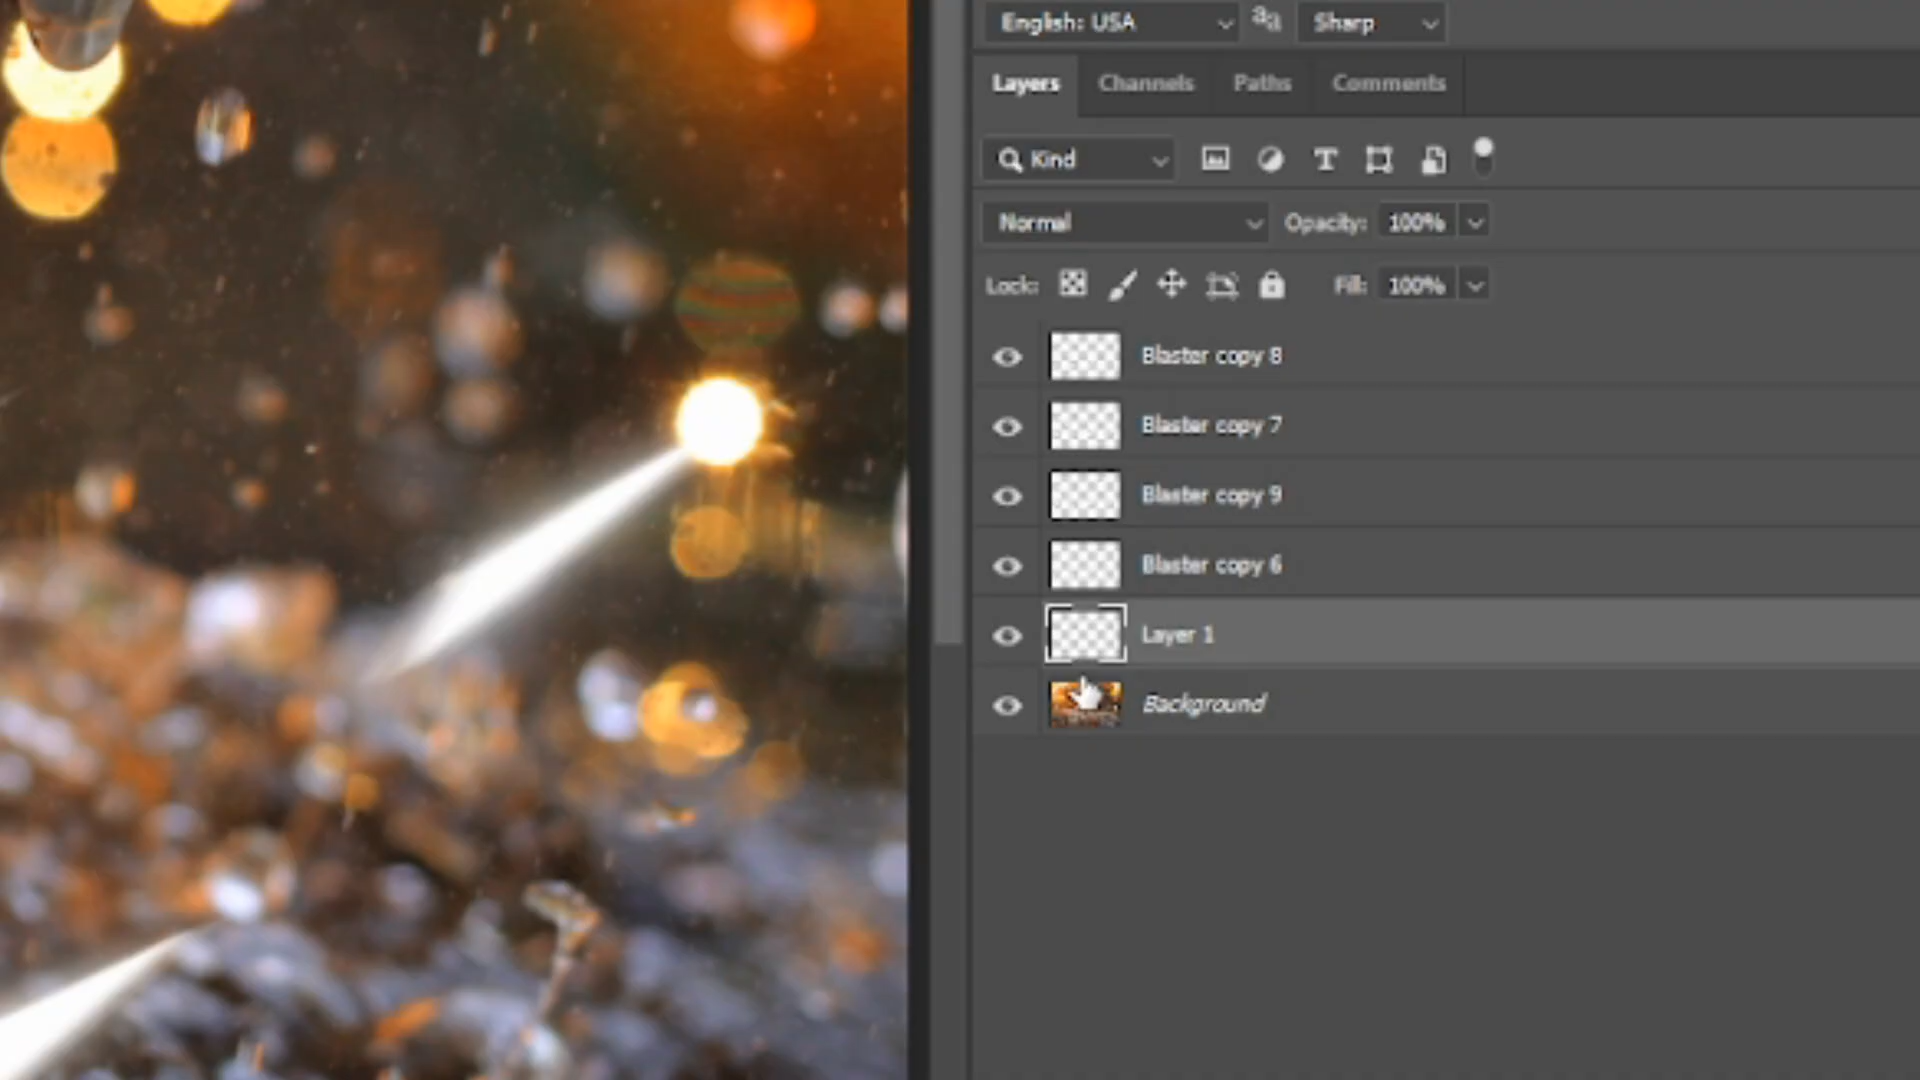 English: USA aa Sharp
Layers Channels Paths Comments
Kind
Normal Opacity: 100%
Lock: Fill: 100%
Blaster copy 8
Blaster copy 7
Blaster copy 9
Blaster copy 6
Layer 1
Background